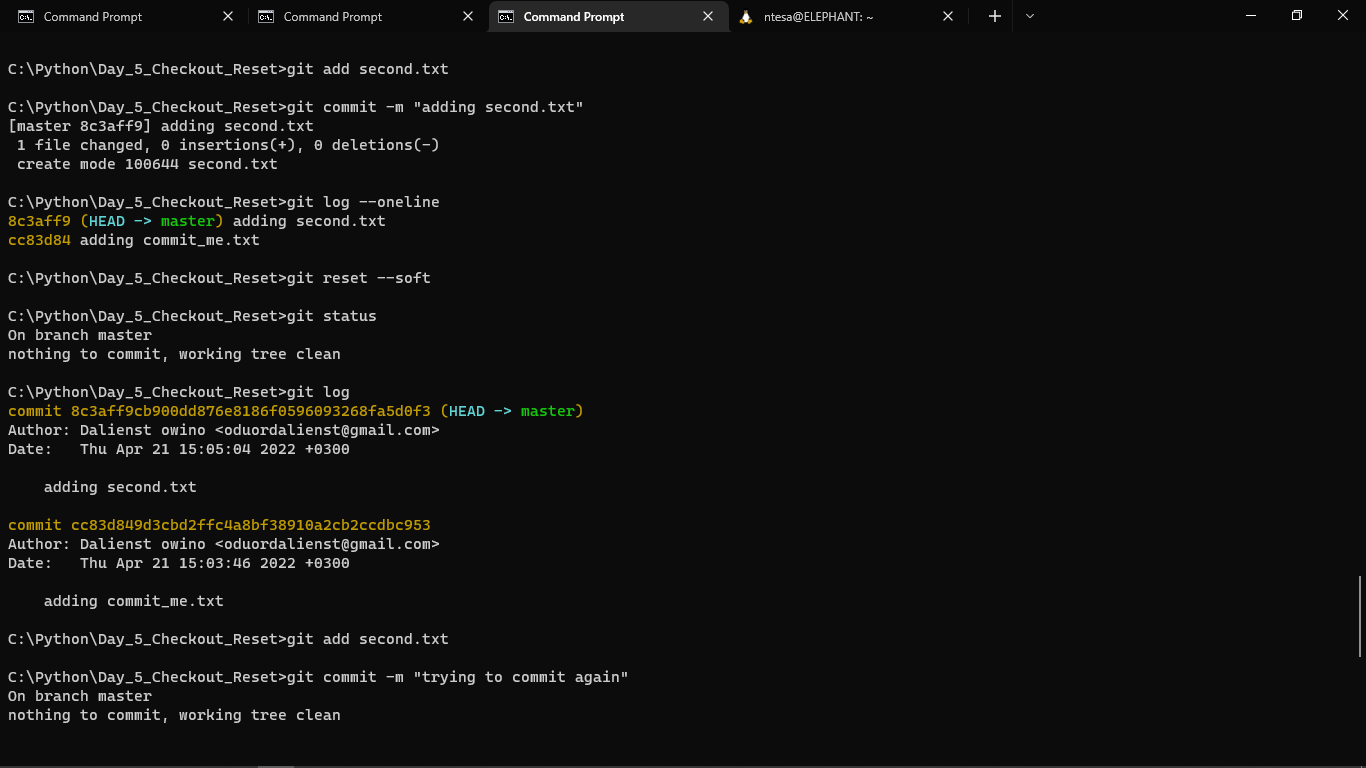 Command Prompt
Command Prompt
Command Prompt
ntesa@ELEPHANT: ~
C:\Python\Day_5_Checkout_Reset>git add second.txt
C:\Python\Day_5_Checkout_Reset>git commit -m "adding second.txt"
[master 8c3aff9] adding second.txt
 1 file changed, 0 insertions(+), 0 deletions(-)
 create mode 100644 second.txt
C:\Python\Day_5_Checkout_Reset>git log --oneline
8c3aff9 (HEAD -> master) adding second.txt
cc83d84 adding commit_me.txt
C:\Python\Day_5_Checkout_Reset>git reset --soft
C:\Python\Day_5_Checkout_Reset>git status
On branch master
nothing to commit, working tree clean
C:\Python\Day_5_Checkout_Reset>git log
commit 8c3aff9cb900dd876e8186f0596093268fa5d0f3 (HEAD -> master)
Author: Dalienst owino <oduordalienst@gmail.com>
Date:   Thu Apr 21 15:05:04 2022 +0300
    adding second.txt
commit cc83d849d3cbd2ffc4a8bf38910a2cb2ccdbc953
Author: Dalienst owino <oduordalienst@gmail.com>
Date:   Thu Apr 21 15:03:46 2022 +0300
    adding commit_me.txt
C:\Python\Day_5_Checkout_Reset>git add second.txt
C:\Python\Day_5_Checkout_Reset>git commit -m "trying to commit again"
On branch master
nothing to commit, working tree clean